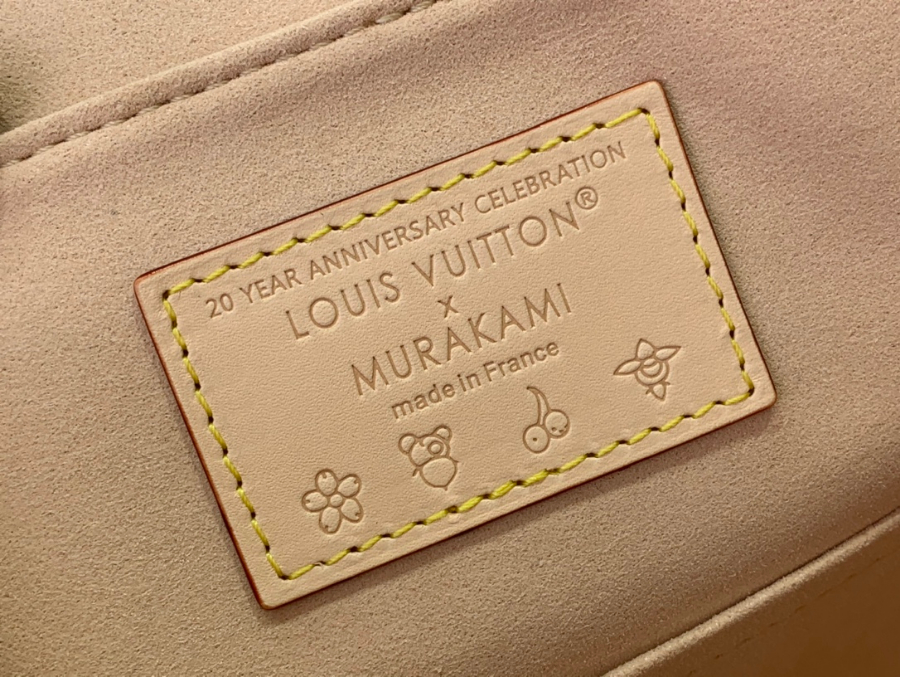 20 YEAR ANNIVERSARY CELEBRATION
LOUIS VUITTON®
x
MURAKAMI
made in France